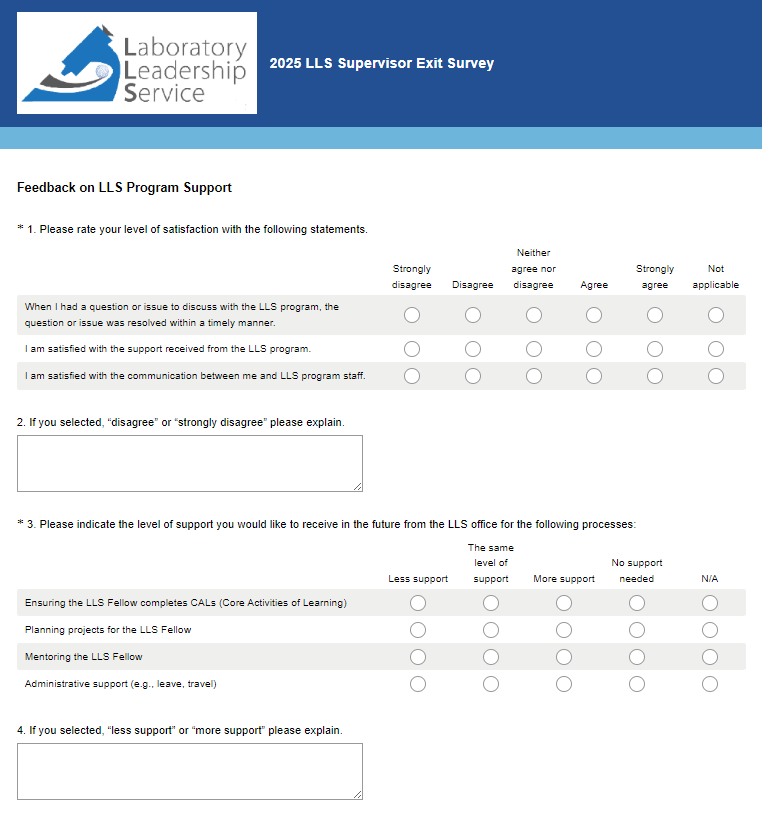 Laboratory
Leadership
Service
2025 LLS Supervisor Exit Survey
Feedback on LLS Program Support
* 1. Please rate your level of satisfaction with the following statements.
Strongly disagree
Disagree
Neither agree nor disagree
Agree
Strongly agree
Not applicable
When I had a question or issue to discuss with the LLS program, the
question or issue was resolved within a timely manner.
I am satisfied with the support received from the LLS program.
I am satisfied with the communication between me and LLS program staff.
2. If you selected, “disagree” or “strongly disagree” please explain.
* 3. Please indicate the level of support you would like to receive in the future from the LLS office for the following processes:
Less support
The same level of support
More support
No support needed
N/A
Ensuring the LLS Fellow completes CALs (Core Activities of Learning)
Planning projects for the LLS Fellow
Mentoring the LLS Fellow
Administrative support (e.g., leave, travel)
4. If you selected, “less support” or “more support” please explain.